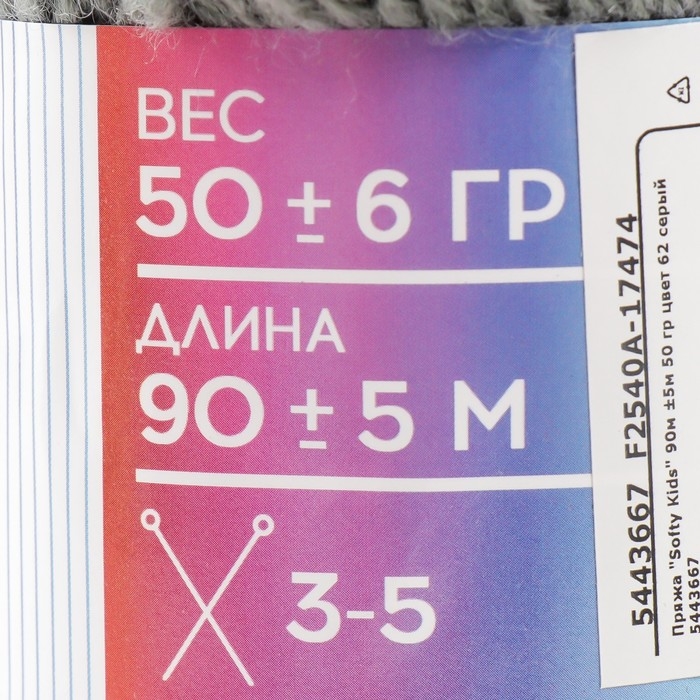 ВЕС
50 ± 6 ГР
ДЛИНА
90 ± 5 М
3-5
5443667 F2540A-17474
Пряжа "Softy Kids" 90м ±5м 50 гр цвет 62 серый
5443667